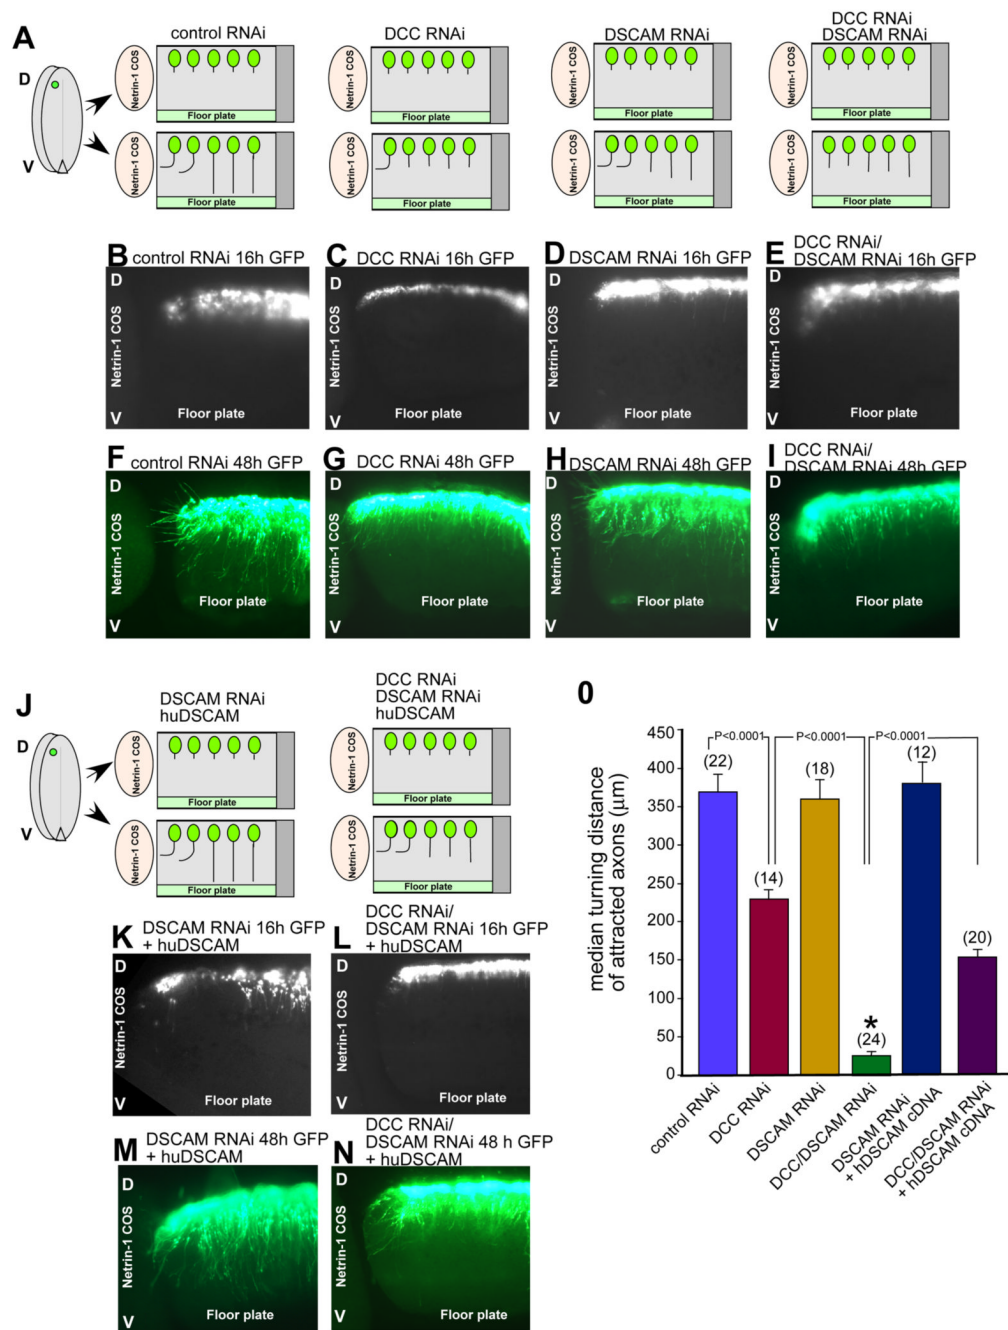 A
control RNAi
DCC RNAi
DSCAM RNAi
DCC RNAi
DSCAM RNAi
D
V
Netrin-1 COS
Netrin-1 COS
Netrin-1 COS
Netrin-1 COS
Floor plate
Floor plate
Floor plate
Floor plate
Netrin-1 COS
Netrin-1 COS
Netrin-1 COS
Netrin-1 COS
Floor plate
Floor plate
Floor plate
Floor plate
B control RNAi 16h GFP
D
Netrin-1 COS
Floor plate
V
C DCC RNAi 16h GFP
D
Netrin-1 COS
Floor plate
V
D DSCAM RNAi 16h GFP
D
Netrin-1 COS
Floor plate
V
E DCC RNAi/
DSCAM RNAi 16h GFP
D
Netrin-1 COS
Floor plate
V
F control RNAi 48h GFP
D
Netrin-1 COS
Floor plate
V
G DCC RNAi 48h GFP
D
Netrin-1 COS
Floor plate
V
H DSCAM RNAi 48h GFP
D
Netrin-1 COS
Floor plate
V
I DCC RNAi/
DSCAM RNAi 48h GFP
D
Netrin-1 COS
Floor plate
V
J
DSCAM RNAi
huDSCAM
DCC RNAi
DSCAM RNAi
huDSCAM
D
V
Netrin-1 COS
Netrin-1 COS
Floor plate
Floor plate
Netrin-1 COS
Netrin-1 COS
Floor plate
Floor plate
K DSCAM RNAi 16h GFP
+ huDSCAM
D
Netrin-1 COS
Floor plate
V
L DCC RNAi/
DSCAM RNAi 16h GFP
+ huDSCAM
D
Netrin-1 COS
Floor plate
V
M DSCAM RNAi 48h GFP
+ huDSCAM
D
Netrin-1 COS
Floor plate
V
N DCC RNAi/
DSCAM RNAi 48 h GFP
+ huDSCAM
D
Netrin-1 COS
Floor plate
V
0
median turning distance
of attracted axons (μm)
450
400
350
300
250
200
150
100
50
0
P<0.0001
P<0.0001
P<0.0001
(22)
(14)
(18)
*
(24)
(12)
(20)
control RNAi
DCC RNAi
DSCAM RNAi
DCC/DSCAM RNAi
DSCAM RNAi
+ hDSCAM cDNA
DCC/DSCAM RNAi
+ hDSCAM cDNA